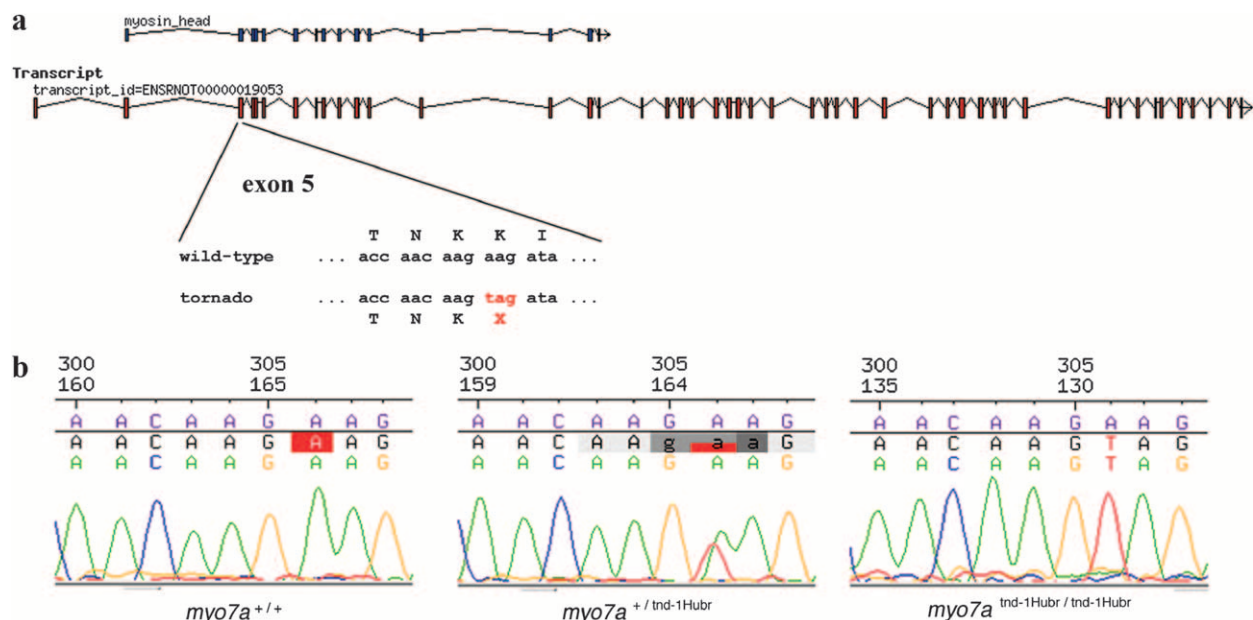 a
myosin_head
Transcript
transcript_id=ENSRNOT00000019053
exon 5
T N K K I
wild-type ... acc aac aag aag ata ...
tornado ... acc aac aag tag ata ...
T N K X
b
300 305
160 165
A A C A A G A A G
A A C A A G A A G
A A C A A G A A G
myo7a +/+
300 305
159 164
A A C A A G A A G
A A C A A g a a G
A A C A A G A A G
myo7a +/tnd-1Hubr
300 305
135 130
A A C A A G A A G
A A C A A G T A G
A A C A A G T A G
myo7a tnd-1Hubr/tnd-1Hubr